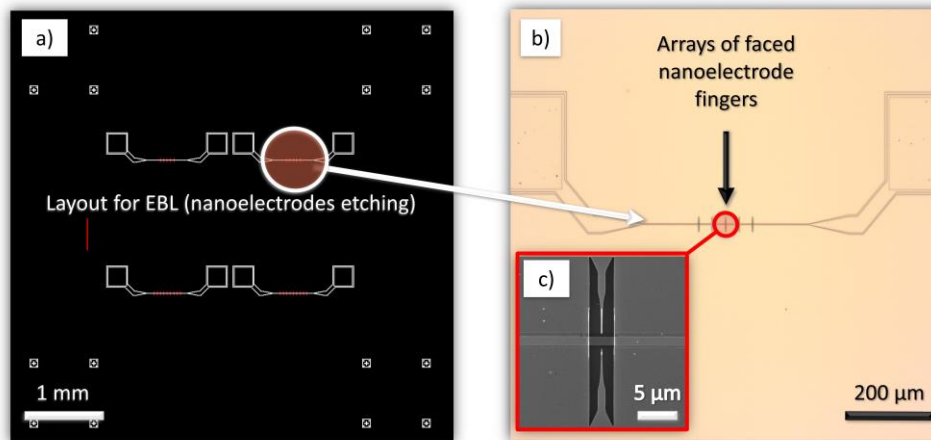 a)
Layout for EBL (nanoelectrodes etching)
1 mm
b)
Arrays of faced
nanoelectrode
fingers
200 µm
c)
5 µm